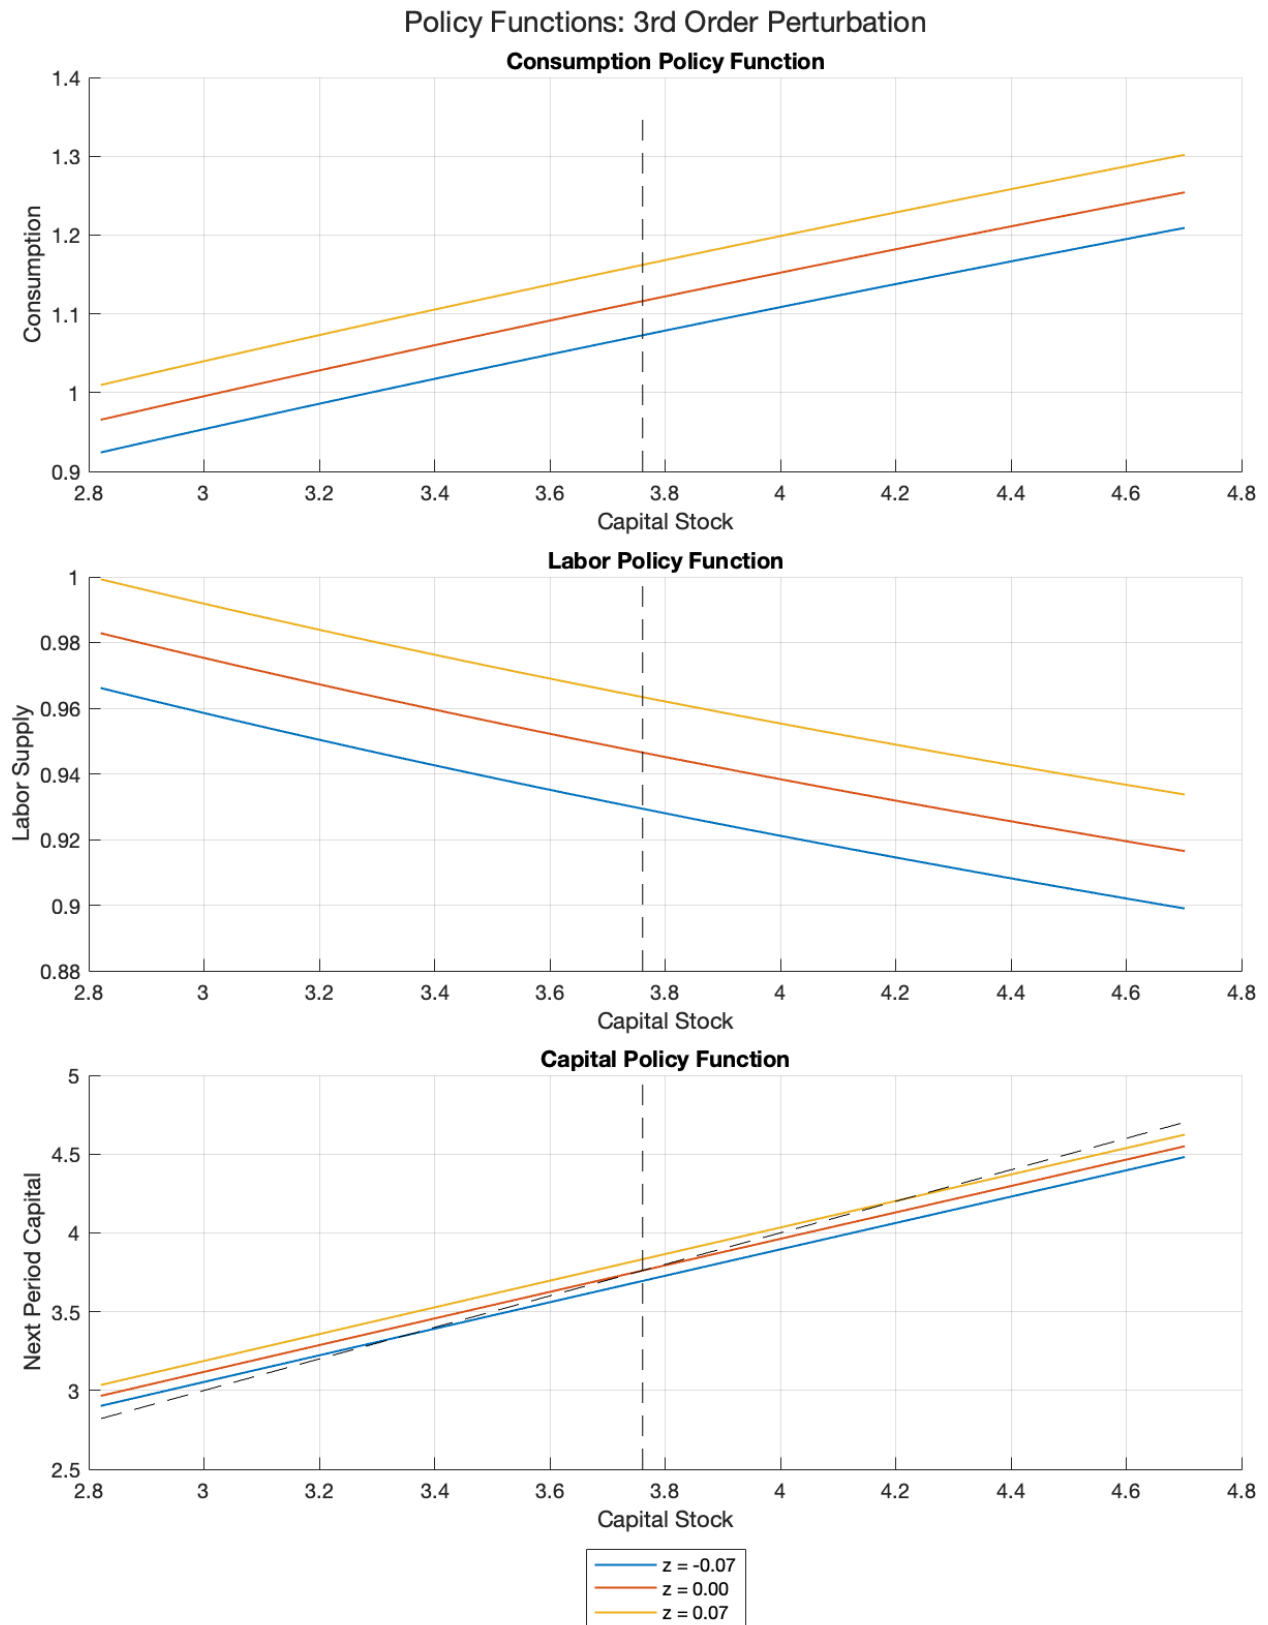 Policy Functions: 3rd Order Perturbation
Consumption Policy Function
1.4
1.3
1.2
1.1
1
0.9
Consumption
2.8 3 3.2 3.4 3.6 3.8 4 4.2 4.4 4.6 4.8
Capital Stock
Labor Policy Function
1
0.98
0.96
0.94
0.92
0.9
0.88
Labor Supply
2.8 3 3.2 3.4 3.6 3.8 4 4.2 4.4 4.6 4.8
Capital Stock
Capital Policy Function
5
4.5
4
3.5
3
2.5
Next Period Capital
2.8 3 3.2 3.4 3.6 3.8 4 4.2 4.4 4.6 4.8
Capital Stock
z = -0.07
z = 0.00
z = 0.07